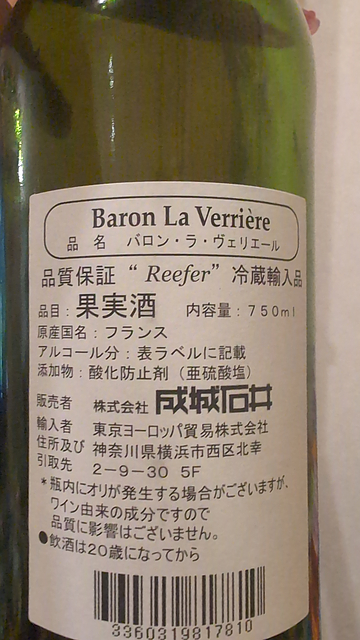 Baron La Verrière
品名 バロン・ラ・ヴェリエール
品質保証 “Reefer” 冷蔵輸入品
品目：果実酒 内容量：750ml
原産国名：フランス
アルコール分：表ラベルに記載
添加物：酸化防止剤（亜硫酸塩）
販売者 株式会社 成城石井
輸入者 東京ヨーロッパ貿易株式会社
住所及び 神奈川県横浜市西区北幸
引取先 2-9-30 5F
*瓶内にオリが発生する場合がございますが、
ワイン由来の成分ですので
品質に影響はございません。
●飲酒は20歳になってから
3360319817810